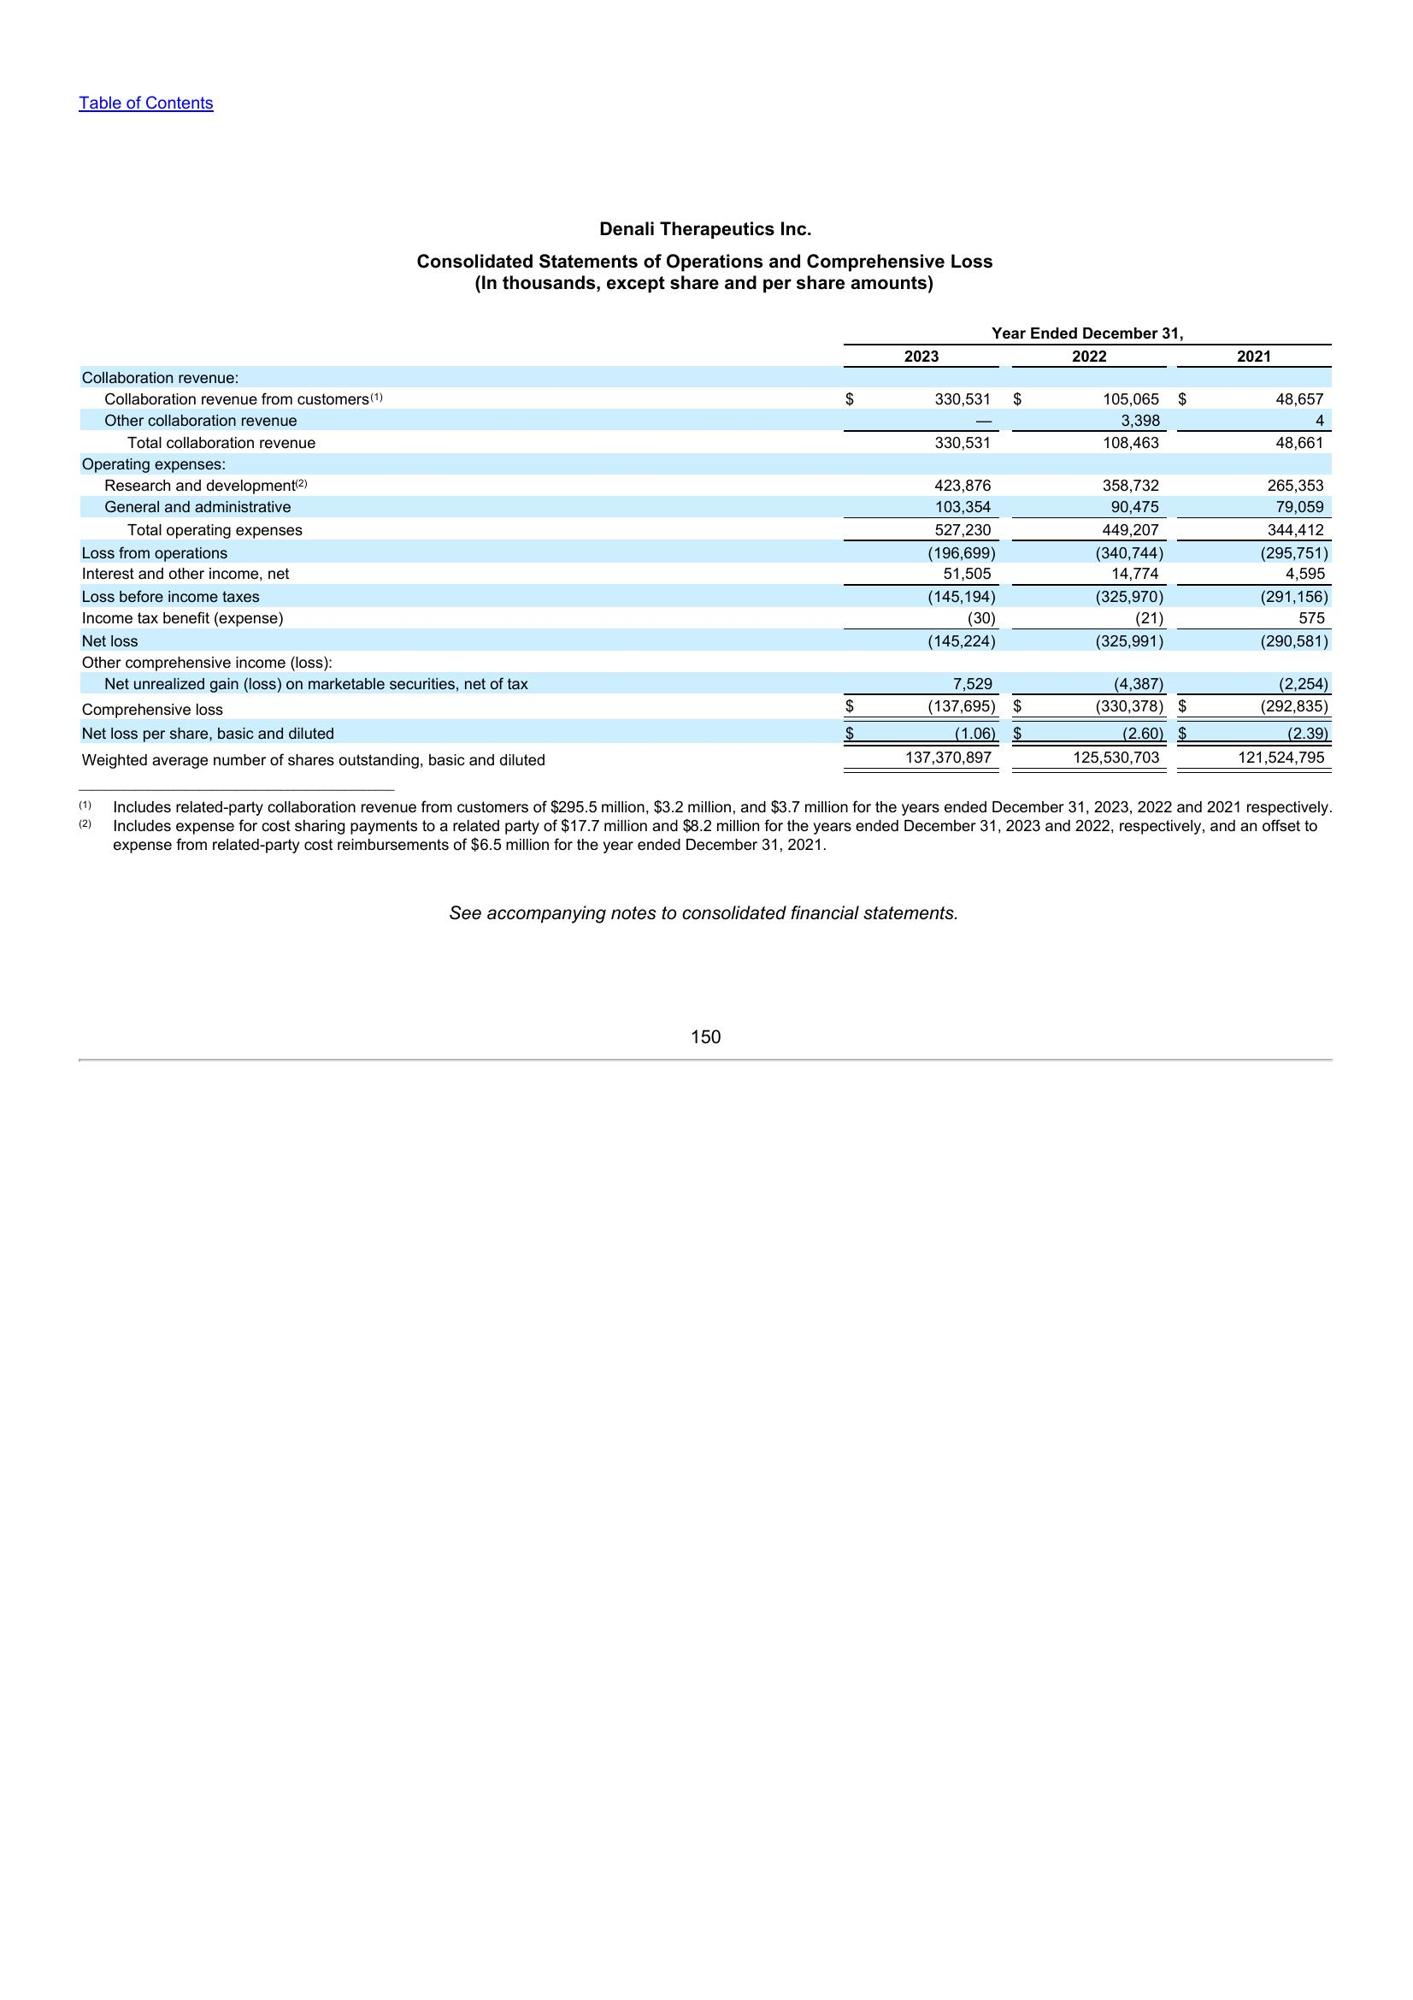 Table of Contents
Denali Therapeutics Inc.
Consolidated Statements of Operations and Comprehensive Loss
(In thousands, except share and per share amounts)
Year Ended December 31,
2023 2022 2021
Collaboration revenue:
Collaboration revenue from customers(1) $ 330,531 $ 105,065 $ 48,657
Other collaboration revenue — 3,398 4
Total collaboration revenue 330,531 108,463 48,661
Operating expenses:
Research and development(2) 423,876 358,732 265,353
General and administrative 103,354 90,475 79,059
Total operating expenses 527,230 449,207 344,412
Loss from operations (196,699) (340,744) (295,751)
Interest and other income, net 51,505 14,774 4,595
Loss before income taxes (145,194) (325,970) (291,156)
Income tax benefit (expense) (30) (21) 575
Net loss (145,224) (325,991) (290,581)
Other comprehensive income (loss):
Net unrealized gain (loss) on marketable securities, net of tax 7,529 (4,387) (2,254)
Comprehensive loss $ (137,695) $ (330,378) $ (292,835)
Net loss per share, basic and diluted $ (1.06) $ (2.60) $ (2.39)
Weighted average number of shares outstanding, basic and diluted 137,370,897 125,530,703 121,524,795
(1) Includes related-party collaboration revenue from customers of $295.5 million, $3.2 million, and $3.7 million for the years ended December 31, 2023, 2022 and 2021 respectively.
(2) Includes expense for cost sharing payments to a related party of $17.7 million and $8.2 million for the years ended December 31, 2023 and 2022, respectively, and an offset to
expense from related-party cost reimbursements of $6.5 million for the year ended December 31, 2021.
See accompanying notes to consolidated financial statements.
150